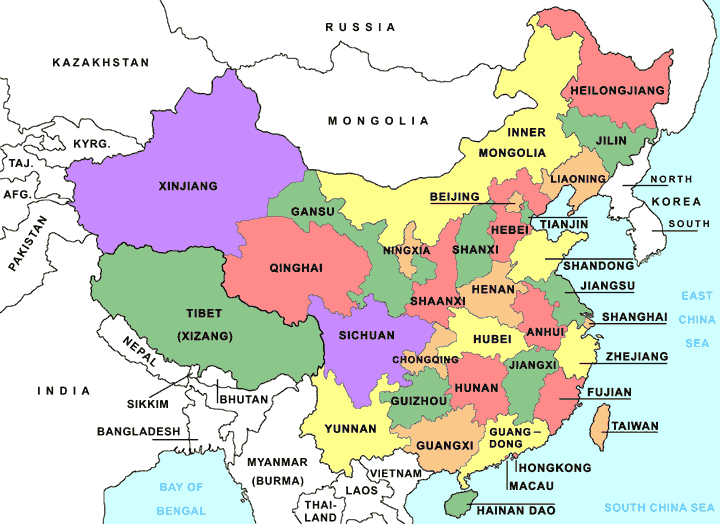 RUSSIA
KAZAKHSTAN
HEILONGJIANG
MONGOLIA
INNER
MONGOLIA
JILIN
KYRG.
TAJ.
XINJIANG
LIAONING
NORTH
AFG.
BEIJING
KOREA
GANSU
HEBEI
TIANJIN
SOUTH
PAKISTAN
NINGXIA
SHANXI
QINGHAI
SHANDONG
HENAN
JIANGSU
SHAANXI
EAST
CHINA
SEA
TIBET
(XIZANG)
SHANGHAI
SICHUAN
ANHUI
HUBEI
NEPAL
CHONGQING
ZHEJIANG
JIANGXI
INDIA
HUNAN
FUJIAN
SIKKIM
BHUTAN
GUIZHOU
BANGLADESH
YUNNAN
GUANG –
DONG
TAIWAN
GUANGXI
MYANMAR
(BURMA)
VIETNAM
HONGKONG
MACAU
BAY OF
BENGAL
LAOS
THAI-
LAND
HAINAN DAO
SOUTH CHINA SEA